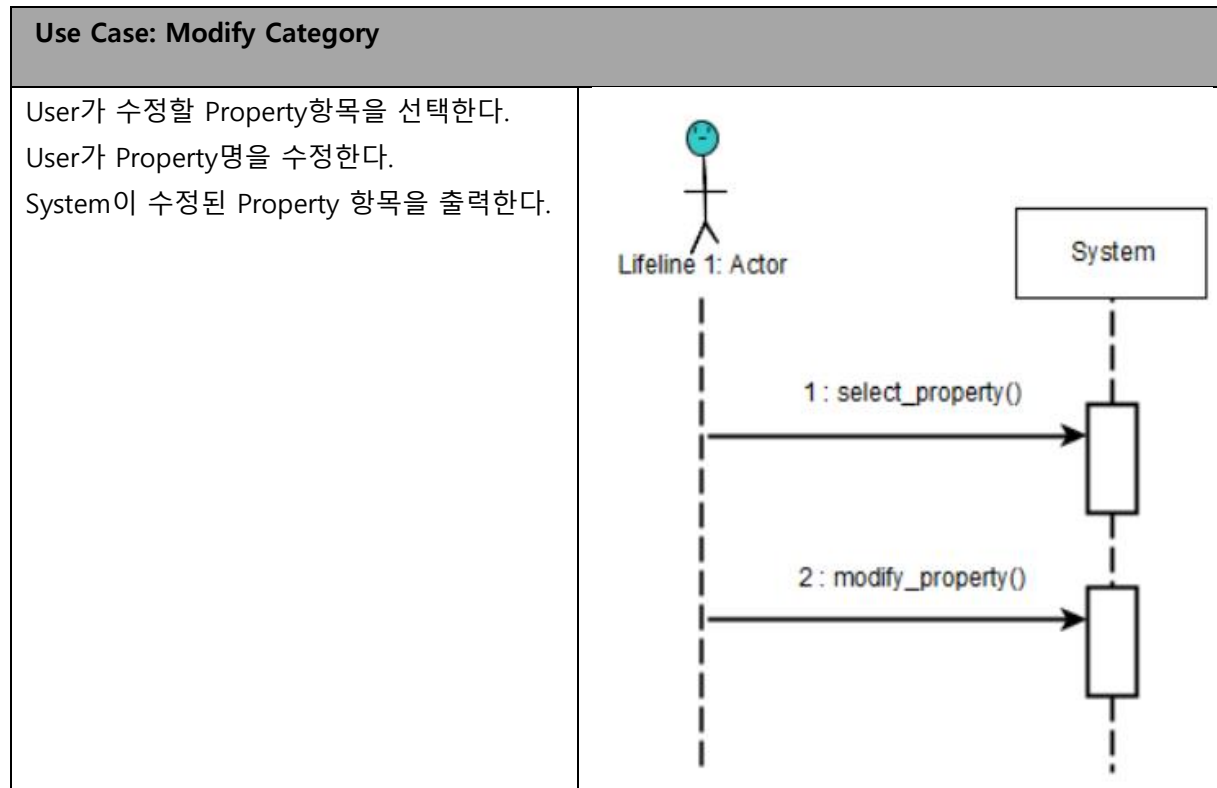 Use Case: Modify Category
User가 수정할 Property항목을 선택한다.
User가 Property명을 수정한다.
System이 수정된 Property 항목을 출력한다.
Lifeline 1: Actor
System
1 : select_property()
2 : modify_property()